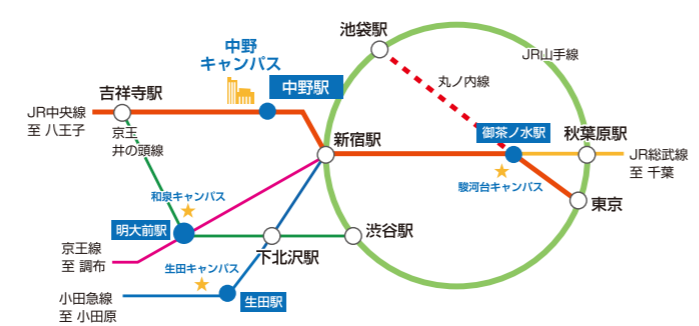 池袋駅
JR山手線
中野
キャンパス
丸ノ内線
吉祥寺駅
中野駅
JR中央線
至 八王子
京王
井の頭線
新宿駅
御茶ノ水駅
秋葉原駅
JR総武線
至 千葉
駿河台キャンパス
和泉キャンパス
東京
明大前駅
渋谷駅
京王線
至 調布
下北沢駅
生田キャンパス
小田急線
至 小田原
生田駅